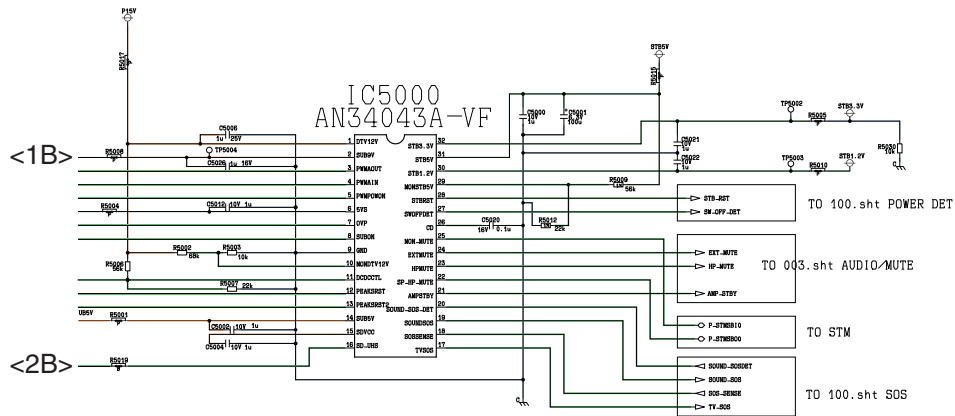 P15V
R5017
IC5000
AN34043A-VF
STB5V
R5015
<1B>
R5008
C5006
1u 25V
TP5004
C5026 1u 16V
C5012 10V 1u
R5004
R5002
68k
R5003
10k
R5006
56k
R5007 22k
UB5V
R5001
C5002 10V 1u
C5004 10V 1u
<2B>
R5019
0
1 DTV12V
2 SUB9V
3 PWMAOUT
4 PWMAIN
5 PWMPOWON
6 5VS
7 OVP
8 SUBON
9 GND
10 MONDTV12V
11 DCDCCTL
12 PEAKSRST
13 PEAKSRST2
14 SUB5V
15 SDVCC
16 SD-UHS
STB3.3V 32
STB5V 31
STB1.2V 30
MONSTB5V 29
STBRST 28
SWOFFDET 27
CD 26
MON-MUTE 25
EXTMUTE 24
HPMUTE 23
SP-HP-MUTE 22
AMPSTBY 21
SOUND-SOS-DET 20
SOUNDSOS 19
SOSSENSE 18
TVSOS 17
C5000
10V
1u
C5001
6.3V
100u
C5021
10V
1u
C5022
10V
1u
TP5002
R5005
STB3.3V
R5030
10k
TP5003
R5010
STB1.2V
R5009
56k
C5020
16V 0.1u
R5012
22k
STB-RST
SW-OFF-DET
TO 100.sht POWER DET
EXT-MUTE
HP-MUTE
AMP-STBY
TO 003.sht AUDIO/MUTE
P-STMSBIO
P-STMSBOO
TO STM
SOUND-SOSDET
SOUND-SOS
SOS-SENSE
TV-SOS
TO 100.sht SOS
C
C